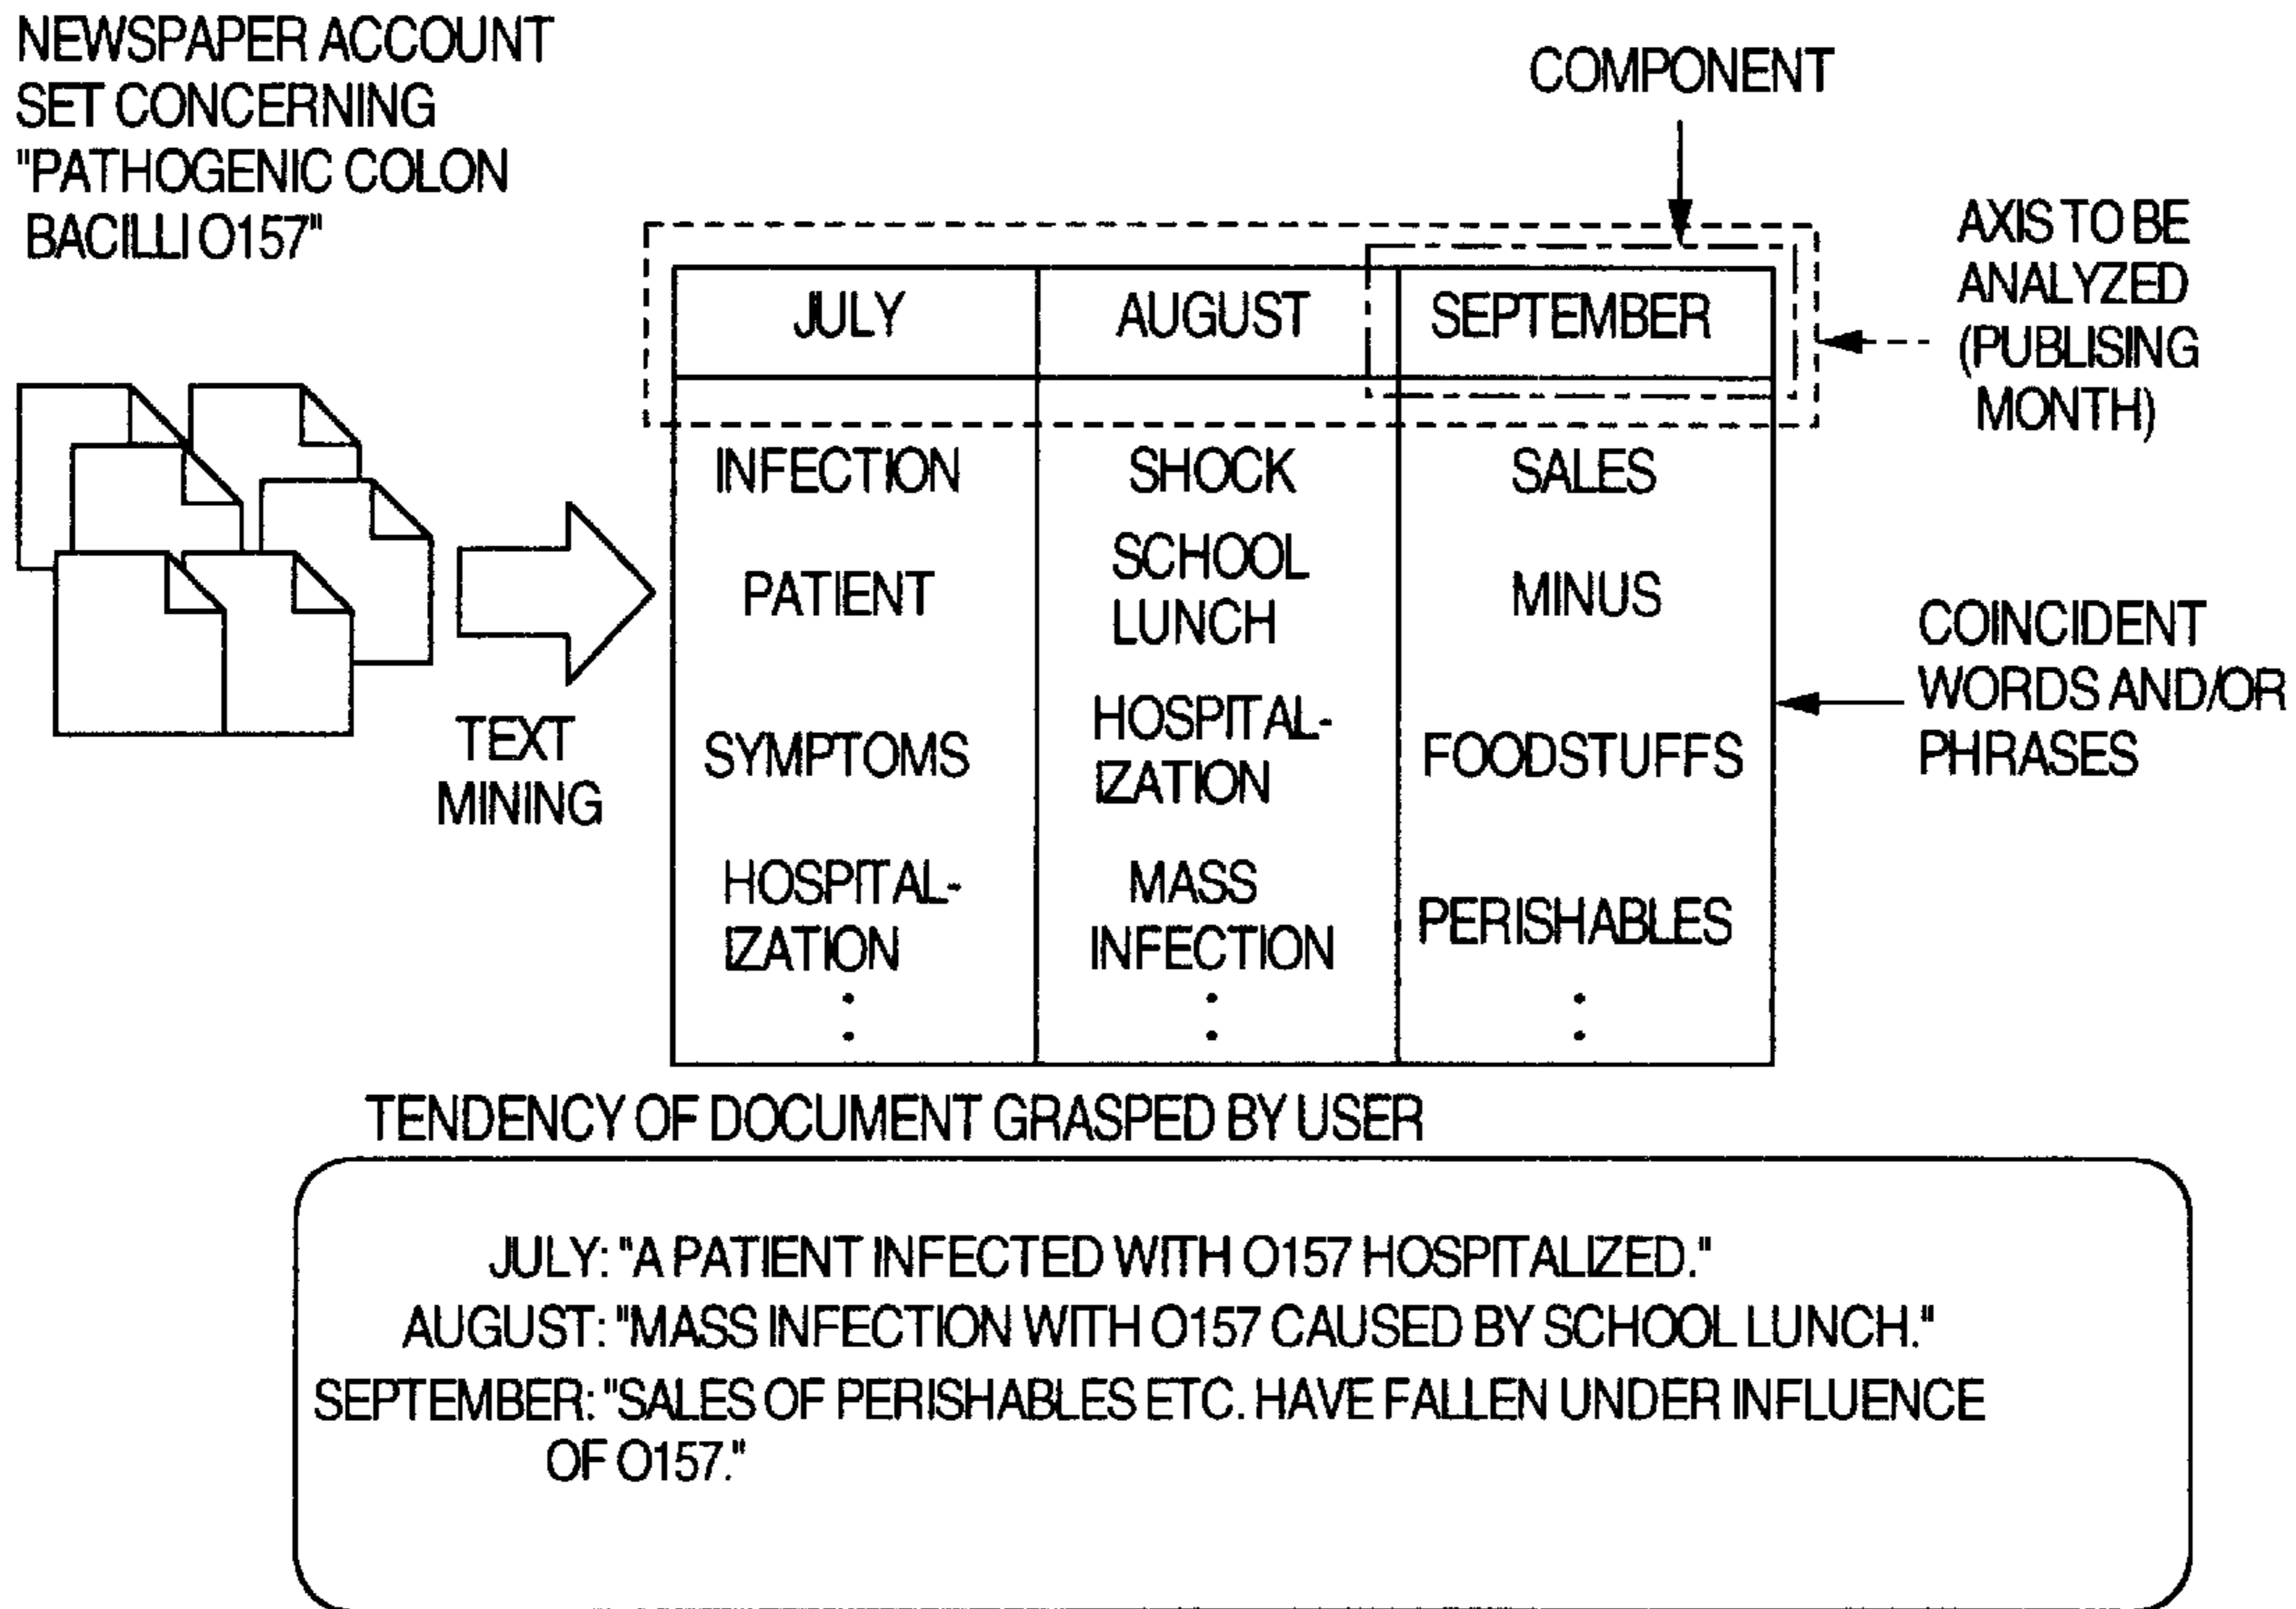 NEWSPAPER ACCOUNT
SET CONCERNING
"PATHOGENIC COLON
BACILLI O157"
COMPONENT
AXIS TO BE
ANALYZED
(PUBLISING
MONTH)
JULY
AUGUST
SEPTEMBER
INFECTION
SHOCK
SALES
PATIENT
SCHOOL
LUNCH
MINUS
SYMPTOMS
HOSPITAL-
IZATION
FOODSTUFFS
HOSPITAL-
IZATION
MASS
INFECTION
PERISHABLES
TEXT
MINING
COINCIDENT
WORDS AND/OR
PHRASES
TENDENCY OF DOCUMENT GRASPED BY USER
JULY: "A PATIENT INFECTED WITH O157 HOSPITALIZED."
AUGUST: "MASS INFECTION WITH O157 CAUSED BY SCHOOL LUNCH."
SEPTEMBER: "SALES OF PERISHABLES ETC. HAVE FALLEN UNDER INFLUENCE
OF O157."